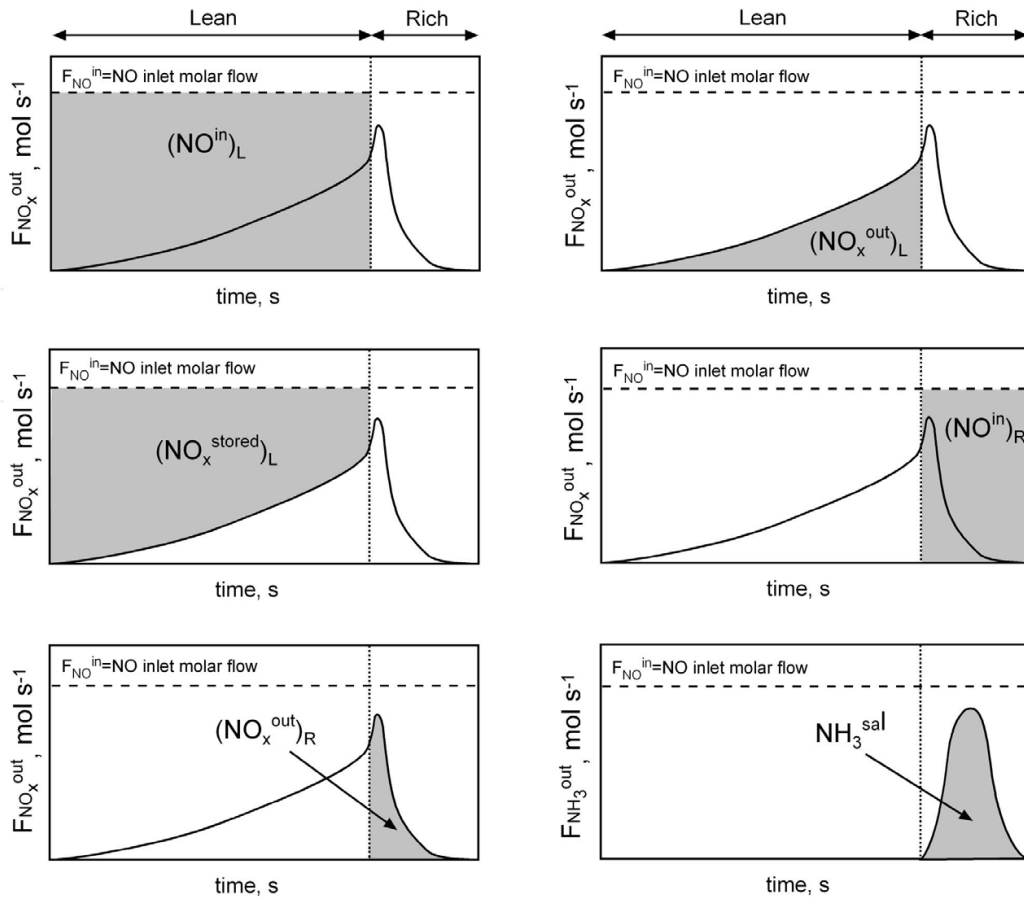 Lean Rich Lean Rich
F_NO^in=NO inlet molar flow
(NO^in)_L
F_NOx^out , mol s^-1
time, s
F_NO^in=NO inlet molar flow
(NO_x^out)_L
F_NOx^out , mol s^-1
time, s
F_NO^in=NO inlet molar flow
(NO_x^stored)_L
F_NOx^out , mol s^-1
time, s
F_NO^in=NO inlet molar flow
(NO^in)_R
F_NOx^out , mol s^-1
time, s
F_NO^in=NO inlet molar flow
(NO_x^out)_R
F_NOx^out , mol s^-1
time, s
F_NO^in=NO inlet molar flow
NH_3^sal
F_NH3^out , mol s^-1
time, s